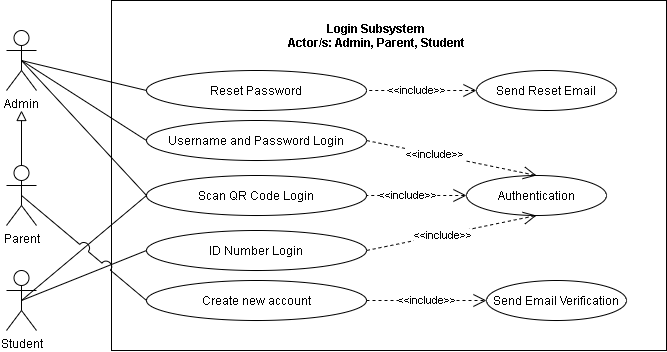 Login Subsystem
Actor/s: Admin, Parent, Student
Admin
Reset Password
<<include>>
Send Reset Email
Username and Password Login
<<include>>
Scan QR Code Login
<<include>>
Authentication
Parent
ID Number Login
<<include>>
Create new account
<<include>>
Send Email Verification
Student